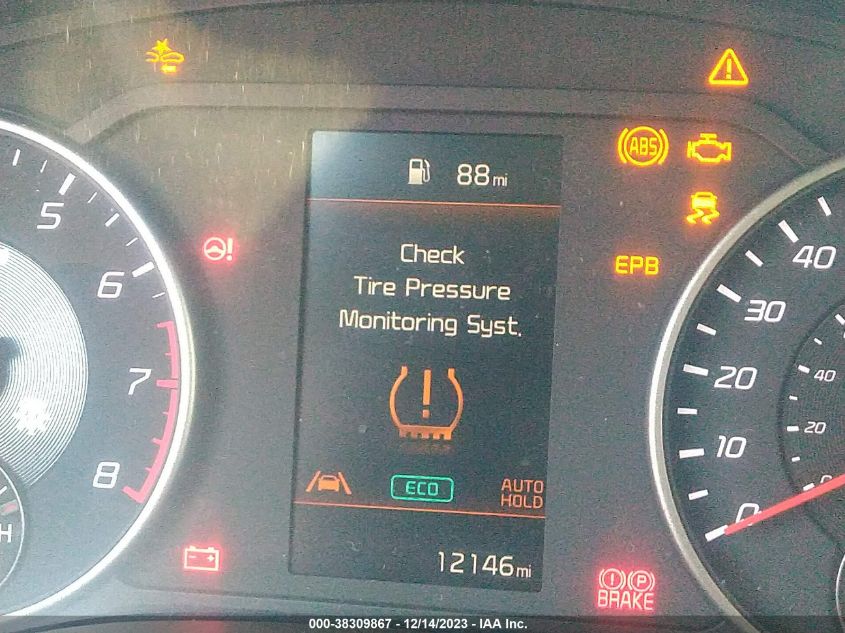 88mi
ABS
5
Check
EPB
40
6
Tire Pressure
30
Monitoring Syst.
7
20
40
10
20
8
ECO
AUTO
HOLD
0
0
H
12146mi
BRAKE
000-38309867 - 12/14/2023 - IAA Inc.